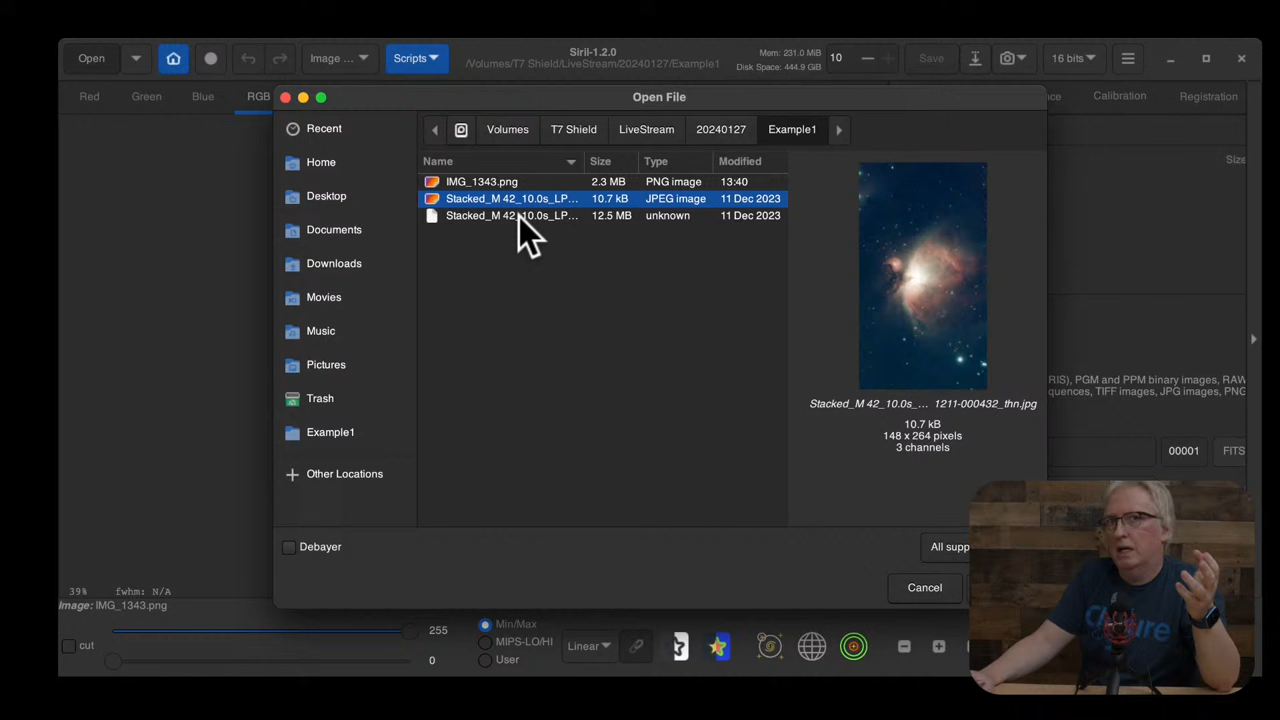 Siril-1.2.0
Open
Image ...
Scripts
/Volumes/T7 Shield/LiveStream/20240127/Example1
Mem: 231.0 MiB
Disk Space: 444.9 GiB
10
Save
16 bits
Red
Green
Blue
RGB
Calibration
Registration
Open File
Recent
Home
Desktop
Documents
Downloads
Movies
Music
Pictures
Trash
Example1
Other Locations
Volumes
T7 Shield
LiveStream
20240127
Example1
Name Size Type Modified
IMG_1343.png 2.3 MB PNG image 13:40
Stacked_M 42_10.0s_LP... 10.7 kB JPEG image 11 Dec 2023
Stacked_M 42_10.0s_LP... 12.5 MB unknown 11 Dec 2023
Stacked_M 42_10.0s_... 1211-000432_thn.jpg
10.7 kB
148 x 264 pixels
3 channels
Size
RIS), PGM and PPM binary images, RAW
quences, TIFF images, JPG images, PNG
00001
FITS
Debayer
All supp
Cancel
39% fwhm: N/A
Image: IMG_1343.png
cut
255
0
Min/Max
MIPS-LO/HI
User
Linear